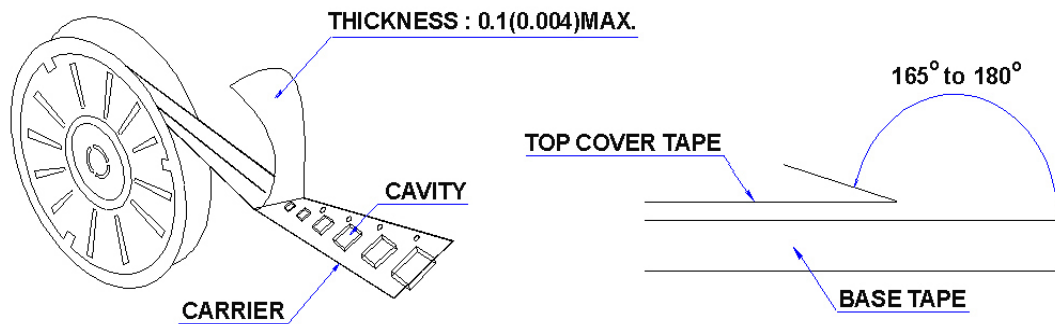 THICKNESS : 0.1(0.004)MAX.
165° to 180°
TOP COVER TAPE
CAVITY
CARRIER
BASE TAPE